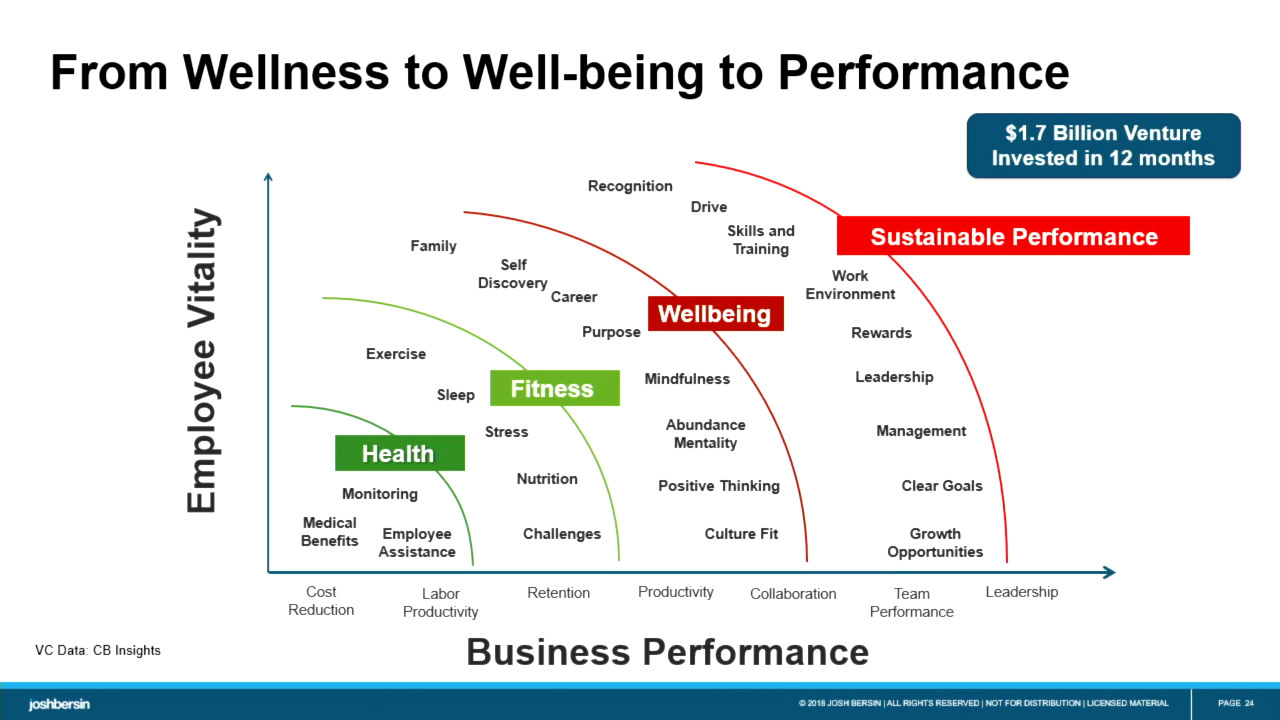 From Wellness to Well-being to Performance
$1.7 Billion Venture
Invested in 12 months
Employee Vitality
Recognition
Drive
Skills and
Training
Sustainable Performance
Work
Environment
Rewards
Leadership
Management
Clear Goals
Growth
Opportunities
Family
Self
Discovery
Career
Purpose
Wellbeing
Mindfulness
Abundance
Mentality
Positive Thinking
Culture Fit
Exercise
Sleep
Fitness
Stress
Nutrition
Challenges
Health
Monitoring
Medical
Benefits
Employee
Assistance
Cost
Reduction
Labor
Productivity
Retention
Productivity
Collaboration
Team
Performance
Leadership
Business Performance
VC Data: CB Insights
joshbersin
© 2018 JOSH BERSIN | ALL RIGHTS RESERVED | NOT FOR DISTRIBUTION | LICENSED MATERIAL
PAGE 24